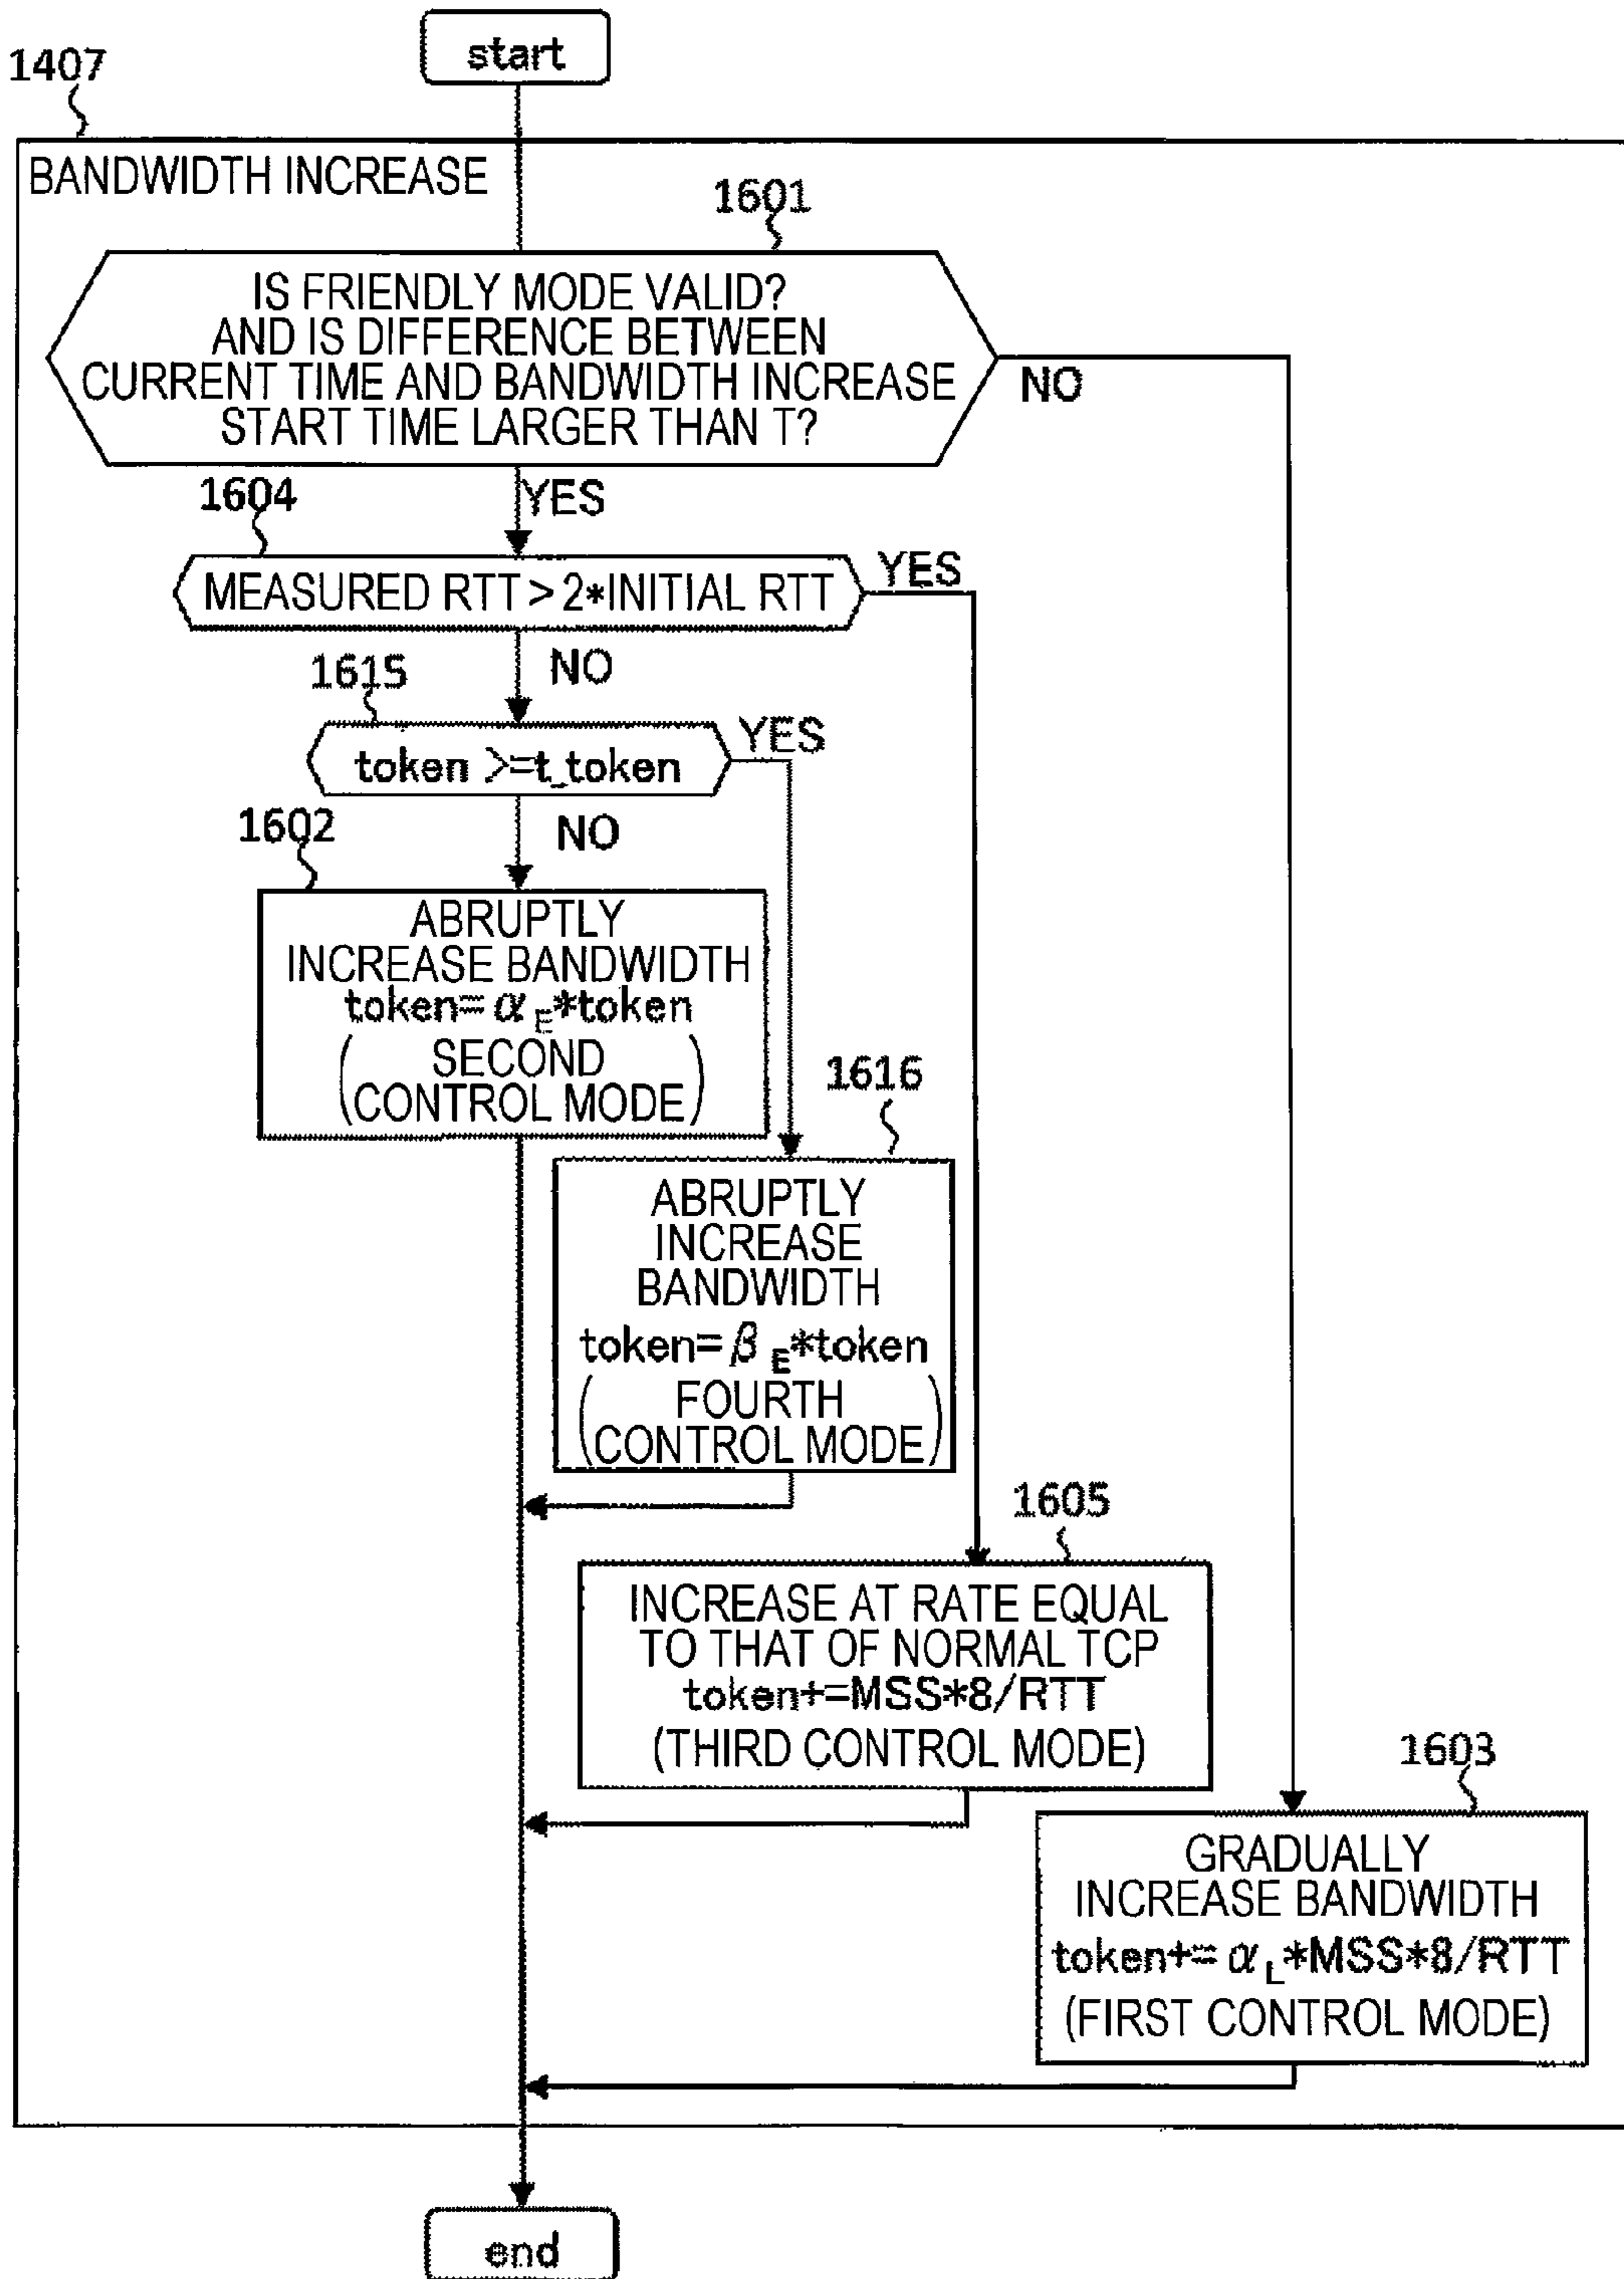 start
1407
BANDWIDTH INCREASE
1601
IS FRIENDLY MODE VALID?
AND IS DIFFERENCE BETWEEN
CURRENT TIME AND BANDWIDTH INCREASE
START TIME LARGER THAN T?
NO
YES
1604
MEASURED RTT > 2*INITIAL RTT
YES
NO
1615
token >=t_token
YES
NO
1602
ABRUPTLY
INCREASE BANDWIDTH
token= α E*token
(SECOND
CONTROL MODE)
1616
ABRUPTLY
INCREASE
BANDWIDTH
token= β E*token
(FOURTH
CONTROL MODE)
1605
INCREASE AT RATE EQUAL
TO THAT OF NORMAL TCP
token+=MSS*8/RTT
(THIRD CONTROL MODE)
1603
GRADUALLY
INCREASE BANDWIDTH
token+= α L*MSS*8/RTT
(FIRST CONTROL MODE)
end